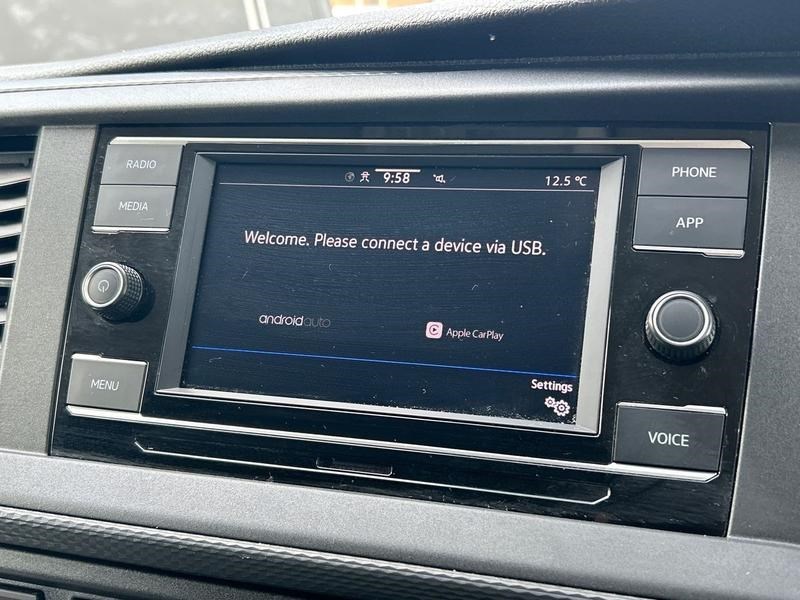 RADIO
MEDIA
MENU
9:58
12.5 °C
Welcome. Please connect a device via USB.
androidauto
Apple CarPlay
Settings
PHONE
APP
VOICE